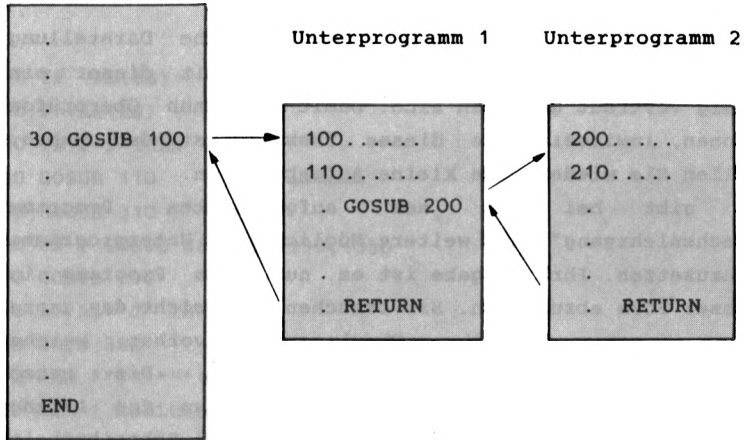 Unterprogramm 1
Unterprogramm 2
.
.
.
30 GOSUB 100
.
.
.
.
.
.
.
END
100.
110.
. GOSUB 200
.
.
. RETURN
200.
210.
.
.
.
. RETURN